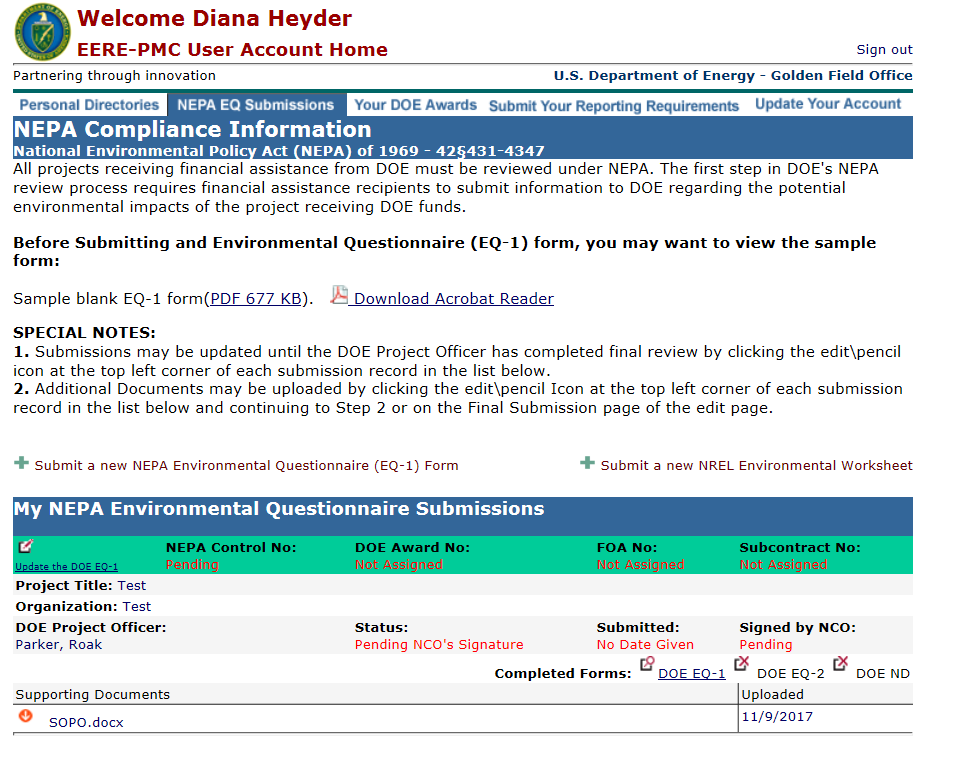 Welcome Diana Heyder
EERE-PMC User Account Home
Sign out
Partnering through innovation
U.S. Department of Energy - Golden Field Office
Personal Directories
NEPA EQ Submissions
Your DOE Awards
Submit Your Reporting Requirements
Update Your Account
NEPA Compliance Information
National Environmental Policy Act (NEPA) of 1969 - 42§431-4347
All projects receiving financial assistance from DOE must be reviewed under NEPA. The first step in DOE's NEPA
review process requires financial assistance recipients to submit information to DOE regarding the potential
environmental impacts of the project receiving DOE funds.
Before Submitting and Environmental Questionnaire (EQ-1) form, you may want to view the sample
form:
Sample blank EQ-1 form(PDF 677 KB). Download Acrobat Reader
SPECIAL NOTES:
1. Submissions may be updated until the DOE Project Officer has completed final review by clicking the edit\pencil
icon at the top left corner of each submission record in the list below.
2. Additional Documents may be uploaded by clicking the edit\pencil Icon at the top left corner of each submission
record in the list below and continuing to Step 2 or on the Final Submission page of the edit page.
Submit a new NEPA Environmental Questionnaire (EQ-1) Form
Submit a new NREL Environmental Worksheet
My NEPA Environmental Questionnaire Submissions
Update the DOE EQ-1
NEPA Control No:
Pending
DOE Award No:
Not Assigned
FOA No:
Not Assigned
Subcontract No:
Not Assigned
Project Title: Test
Organization: Test
DOE Project Officer:
Parker, Roak
Status:
Pending NCO's Signature
Submitted:
No Date Given
Signed by NCO:
Pending
Completed Forms: DOE EQ-1 DOE EQ-2 DOE ND
Supporting Documents
Uploaded
SOPO.docx
11/9/2017